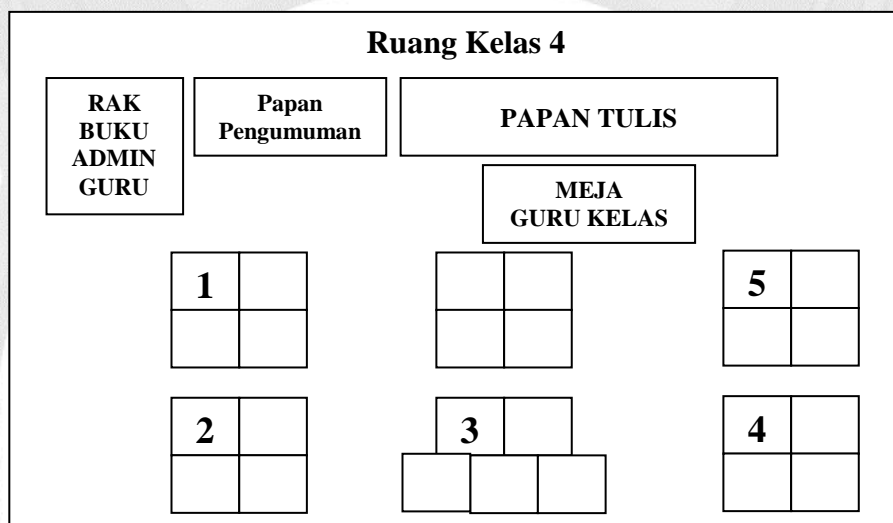 Ruang Kelas 4
RAK
BUKU
ADMIN
GURU
Papan
Pengumuman
PAPAN TULIS
MEJA
GURU KELAS
1
5
2
3
4